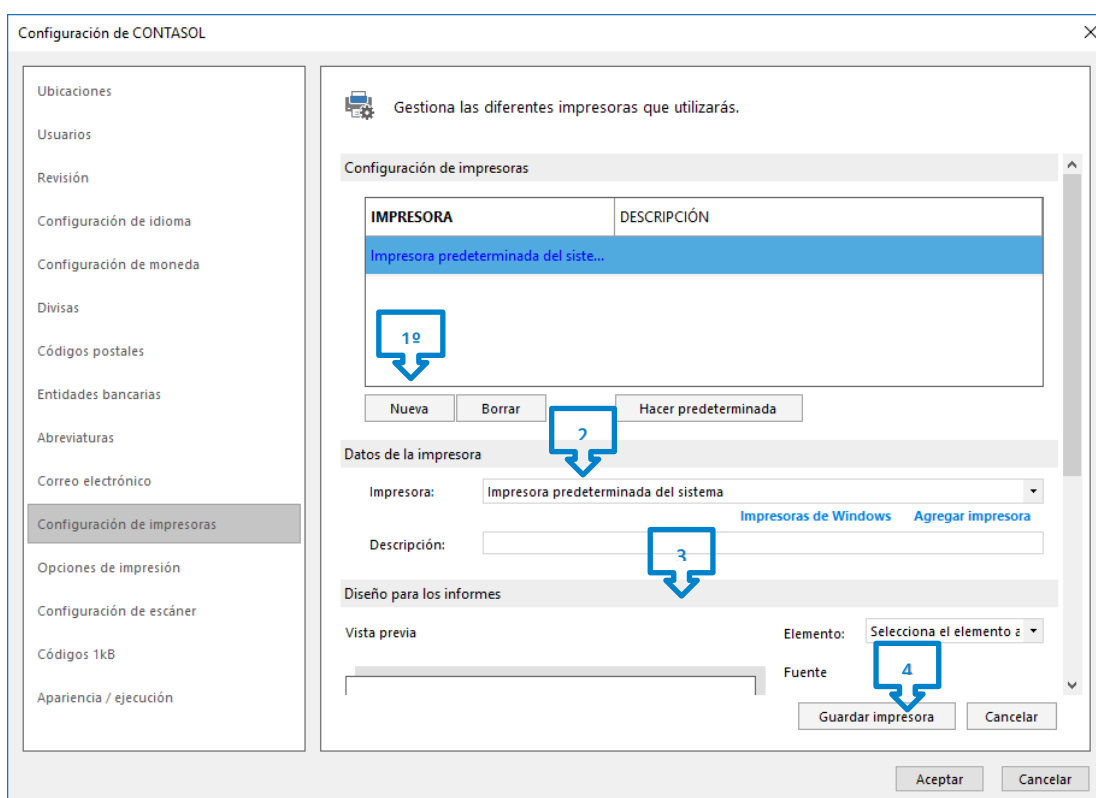 Configuración de CONTASOL
Ubicaciones
Usuarios
Revisión
Configuración de idioma
Configuración de moneda
Divisas
Códigos postales
Entidades bancarias
Abreviaturas
Correo electrónico
Configuración de impresoras
Opciones de impresión
Configuración de escáner
Códigos 1kB
Apariencia / ejecución
Gestiona las diferentes impresoras que utilizarás.
Configuración de impresoras
IMPRESORA DESCRIPCIÓN
Impresora predeterminada del siste...
1º
Nueva Borrar Hacer predeterminada
2
Datos de la impresora
Impresora: Impresora predeterminada del sistema
Impresoras de Windows Agregar impresora
Descripción:
3
Diseño para los informes
Vista previa Elemento: Selecciona el elemento a
Fuente
4
Guardar impresora Cancelar
Aceptar Cancelar